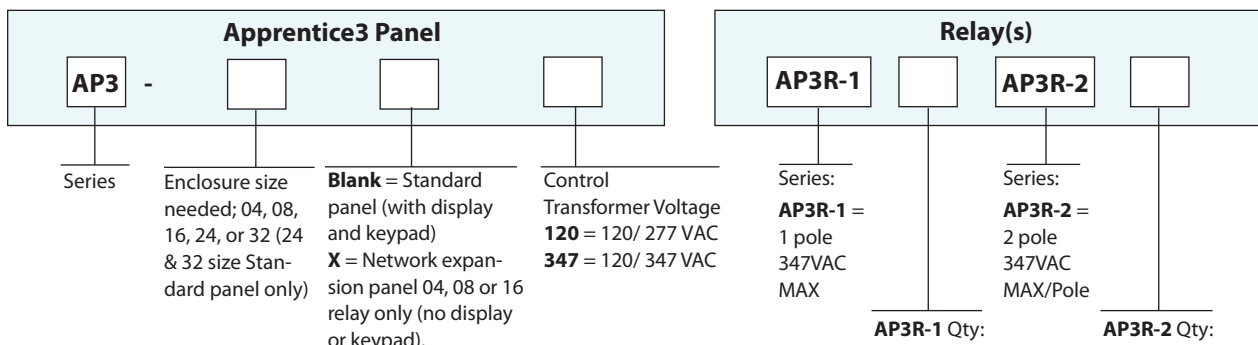 Apprentice3 Panel
AP3 -
Series
Enclosure size
needed; 04, 08,
16, 24, or 32 (24
& 32 size Stan-
dard panel only)
Blank = Standard
panel (with display
and keypad)
X = Network expan-
sion panel 04, 08 or 16
relay only (no display
or keypad).
Control
Transformer Voltage
120 = 120/ 277 VAC
347 = 120/ 347 VAC
Relay(s)
AP3R-1
AP3R-2
Series:
AP3R-1 =
1 pole
347VAC
MAX
AP3R-1 Qty:
Series:
AP3R-2 =
2 pole
347VAC
MAX/Pole
AP3R-2 Qty: